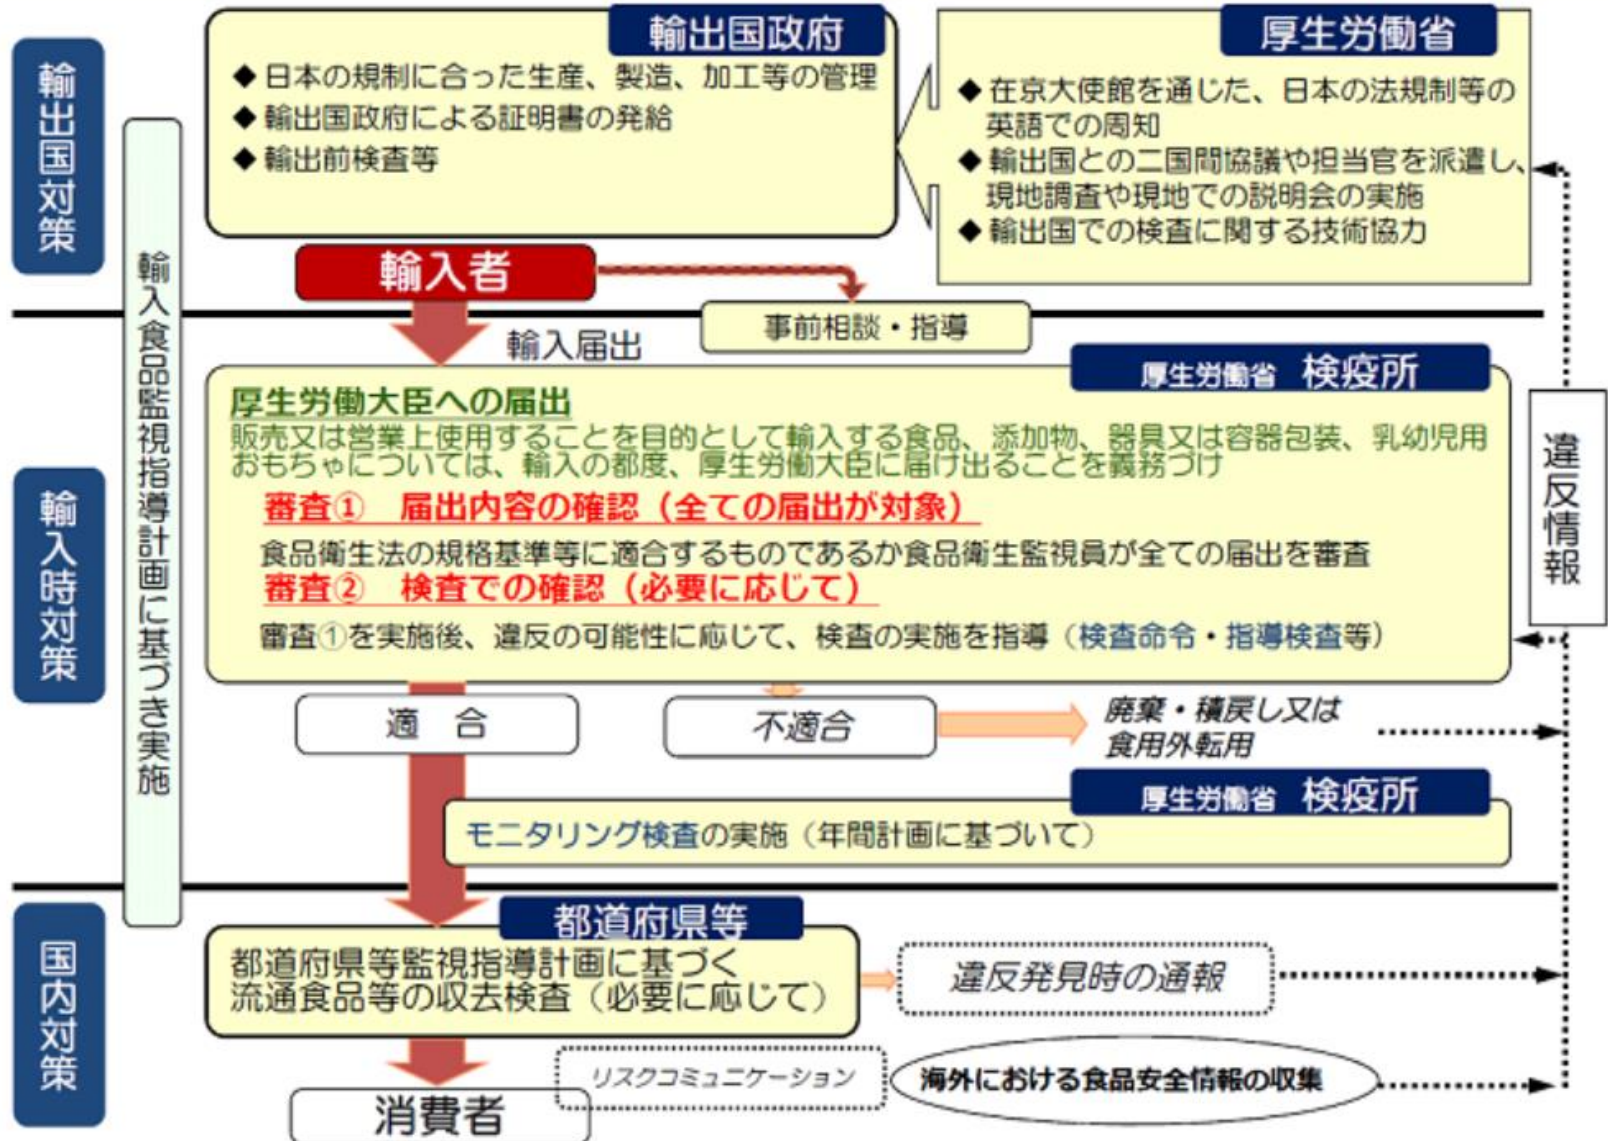 輸出国対策
輸入食品監視指導計画に基づき実施
輸出国政府
◆ 日本の規制に合った生産、製造、加工等の管理
◆ 輸出国政府による証明書の発給
◆ 輸出前検査等
厚生労働省
◆ 在京大使館を通じた、日本の法規制等の
英語での周知
◆ 輸出国との二国間協議や担当官を派遣し、
現地調査や現地での説明会の実施
◆ 輸出国での検査に関する技術協力
輸入者
事前相談・指導
輸入届出
輸入時対策
厚生労働省 検疫所
厚生労働大臣への届出
販売又は営業上使用することを目的として輸入する食品、添加物、器具又は容器包装、乳幼児用
おもちゃについては、輸入の都度、厚生労働大臣に届け出ることを義務づけ
審査① 届出内容の確認（全ての届出が対象）
食品衛生法の規格基準等に適合するものであるか食品衛生監視員が全ての届出を審査
審査② 検査での確認（必要に応じて）
審査①を実施後、違反の可能性に応じて、検査の実施を指導（検査命令・指導検査等）
違反情報
適 合
不適合
廃棄・積戻し又は
食用外転用
厚生労働省 検疫所
モニタリング検査の実施（年間計画に基づいて）
国内対策
都道府県等
都道府県等監視指導計画に基づく
流通食品等の収去検査（必要に応じて）
違反発見時の通報
リスクコミュニケーション
海外における食品安全情報の収集
消費者